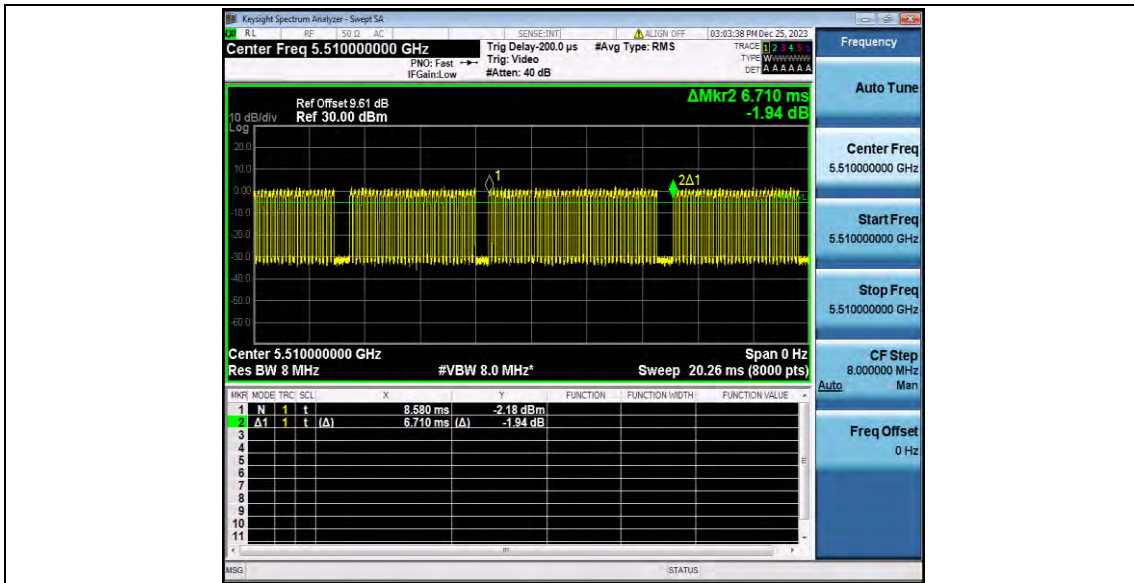 Keysight Spectrum Analyzer - Swept SA
RL RF 50 Ω AC SENSE:INT ALIGN OFF 03:03:38 PM Dec 25, 2023
Center Freq 5.510000000 GHz Trig Delay-200.0 µs #Avg Type: RMS TRACE 1 2 3 4 5 6
PNO: Fast Trig: Video TYPE WWWWWW
IFGain:Low #Atten: 40 dB DET A A A A A A
Frequency
Auto Tune
Center Freq
5.510000000 GHz
Start Freq
5.510000000 GHz
Stop Freq
5.510000000 GHz
CF Step
8.000000 MHz
Auto Man
Freq Offset
0 Hz
ΔMkr2 6.710 ms
-1.94 dB
Ref Offset 9.61 dB
10 dB/div Ref 30.00 dBm
Log
20.0
10.0
0.00
-10.0
-20.0
-30.0
-40.0
-50.0
-60.0
1
2Δ1
Center 5.510000000 GHz Span 0 Hz
Res BW 8 MHz #VBW 8.0 MHz* Sweep 20.26 ms (8000 pts)
MKR MODE TRC SCL X Y FUNCTION FUNCTION WIDTH FUNCTION VALUE
1 N 1 t 8.580 ms -2.18 dBm
2 Δ1 1 t (Δ) 6.710 ms (Δ) -1.94 dB
3
4
5
6
7
8
9
10
11
MSG STATUS